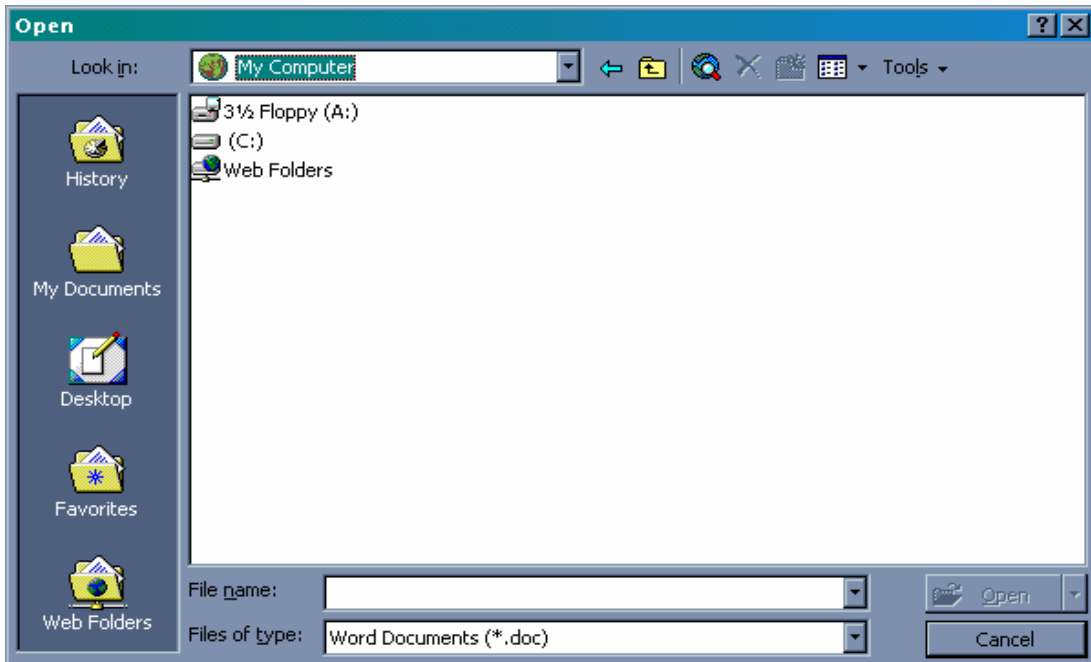 Open
Look in:
My Computer
Tools
3½ Floppy (A:)
(C:)
Web Folders
History
My Documents
Desktop
Favorites
Web Folders
File name:
Open
Files of type:
Word Documents (*.doc)
Cancel